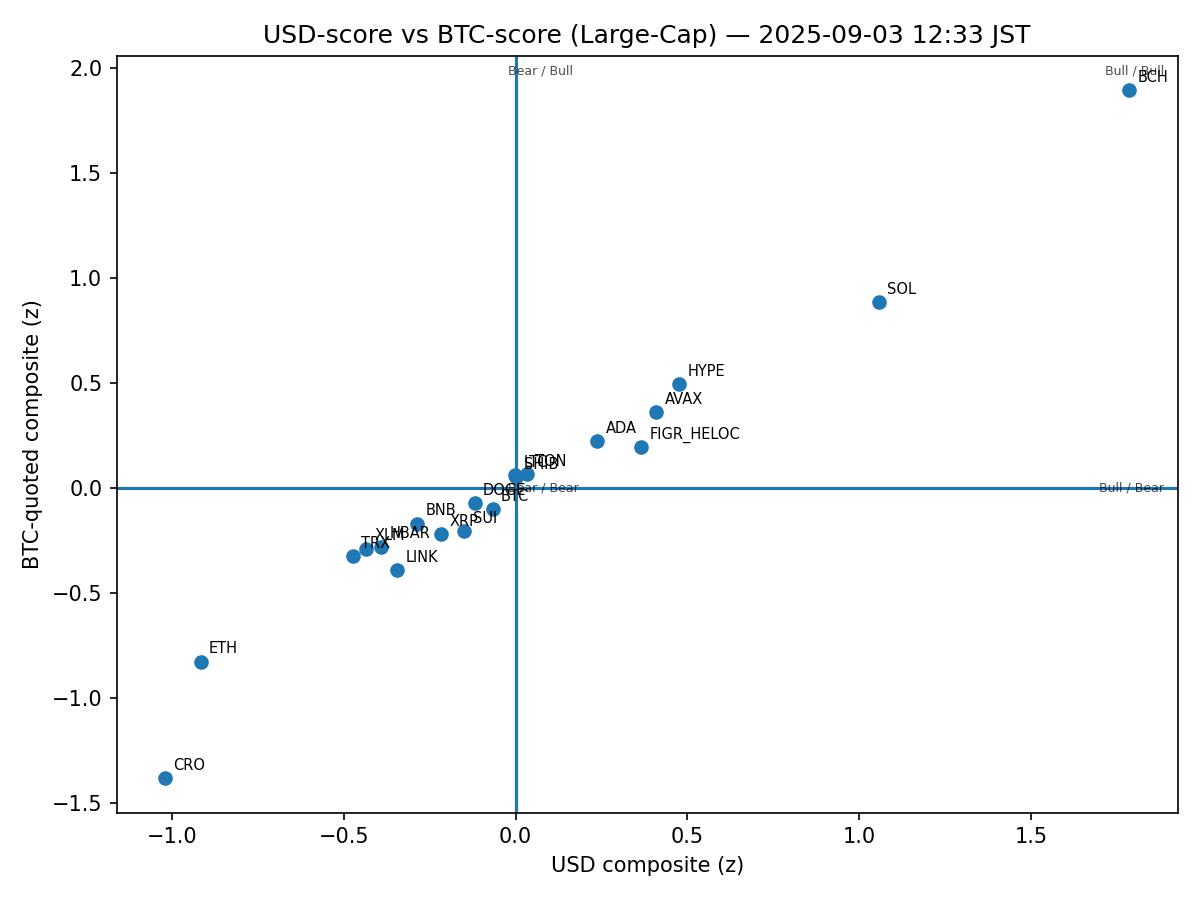 USD-score vs BTC-score (Large-Cap) — 2025-09-03 12:33 JST
2.0
Bear / Bull
Bull / Bull
BCH
1.5
1.0
SOL
0.5
HYPE
AVAX
ADA
FIGR_HELOC
TON
SHIB
0.0
Bear / Bear
Bull / Bear
DOGE
BTC
BNB
SUI
XRP
XLM
HBAR
TRX
LINK
−0.5
ETH
−1.0
CRO
−1.5
−1.0
−0.5
0.0
0.5
1.0
1.5
USD composite (z)
BTC-quoted composite (z)